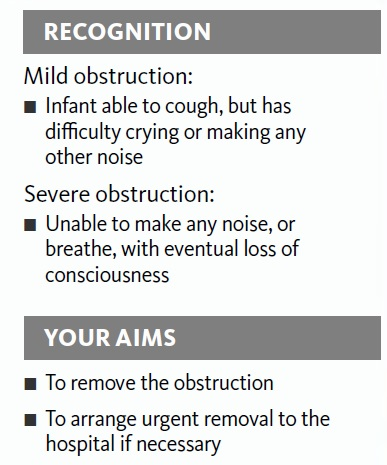 RECOGNITION
Mild obstruction:
■ Infant able to cough, but has
difficulty crying or making any
other noise
Severe obstruction:
■ Unable to make any noise, or
breathe, with eventual loss of
consciousness
YOUR AIMS
■ To remove the obstruction
■ To arrange urgent removal to the
hospital if necessary